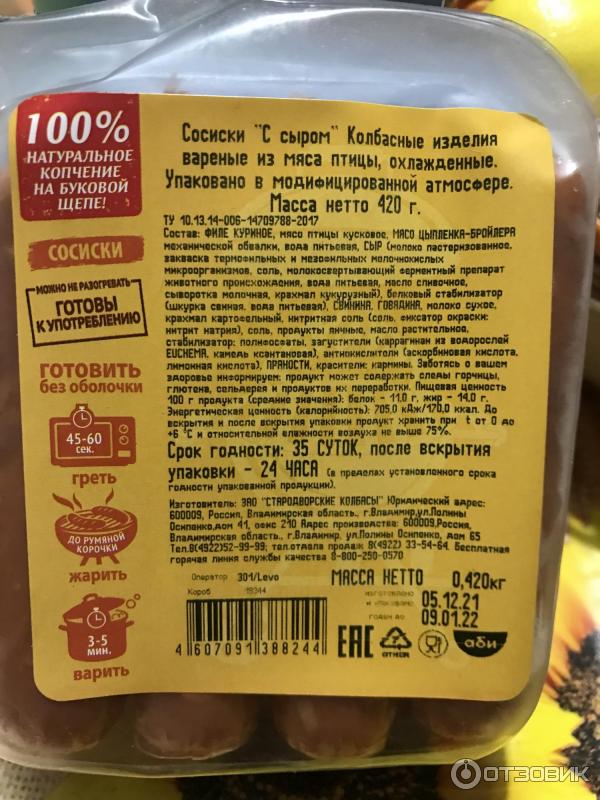 100%
НАТУРАЛЬНОЕ
КОПЧЕНИЕ
НА БУКОВОЙ
ЩЕПЕ!
СОСИСКИ
МОЖНО НЕ РАЗОГРЕВАТЬ
ГОТОВЫ
К УПОТРЕБЛЕНИЮ
ГОТОВИТЬ
БЕЗ ОБОЛОЧКИ
45-60
СЕК.
ГРЕТЬ
ДО РУМЯНОЙ
КОРОЧКИ
ЖАРИТЬ
3-5
МИН.
ВАРИТЬ
Сосиски "С сыром" Колбасные изделия
вареные из мяса птицы, охлажденные.
Упаковано в модифицированной атмосфере.
Масса нетто 420 г.
ТУ 10.13.14-006-14709788-2017
Состав: ФИЛЕ КУРИНОЕ, мясо птицы кусковое, МЯСО ЦЫПЛЕНКА-БРОЙЛЕРА
механической обвалки, вода питьевая, СЫР (молоко пастеризованное,
закваска термофильных и мезофильных молочнокислых
микроорганизмов, соль, молокосвертывающий ферментный препарат
животного происхождения, вода питьевая, масло сливочное,
сыворотка молочная, крахмал кукурузный), белковый стабилизатор
(шкурка свиная, вода питьевая), СВИНИНА, ГОВЯДИНА, молоко сухое,
крахмал картофельный, нитритная соль (соль, фиксатор окраски:
нитрит натрия), соль, продукты яичные, масло растительное,
стабилизатор: полифосфаты, загустители (каррагинан из водорослей
EUCHEMA, камедь ксантановая), антиокислители (аскорбиновая кислота,
лимонная кислота), ПРЯНОСТИ, краситель: кармины. Заботясь о вашем
здоровье информируем: продукт может содержать следы горчицы,
глютена, сельдерея и продуктов их переработки. Пищевая ценность
100 г продукта (средние значения): белок - 11,0 г, жир - 14,0 г.
Энергетическая ценность (калорийность): 705,0 кДж/170,0 ккал. До
вскрытия и после вскрытия упаковки продукт хранить при t от 0 до
+6 °С и относительной влажности воздуха не выше 75%.
Срок годности: 35 СУТОК, после вскрытия
упаковки - 24 ЧАСА (в пределах установленного срока
годности упакованной продукции).
Изготовитель: ЗАО "СТАРОДВОРСКИЕ КОЛБАСЫ" Юридический адрес:
600009, Россия, Владимирская область, г.Владимир,ул.Полины
Осипенко,дом 41, офис 210 Адрес производства: 600009,Россия,
Владимирская область., г.Владимир, ул.Полины Осипенко, дом 65
Тел.8(4922)52-99-99; тел.отдела продаж 8(4922) 33-54-64. Бесплатная
горячая линия службы качества 8-800-250-0570
Оператор 301/Levo
Короб 19344
МАССА НЕТТО 0,420кг
ИЗГОТОВЛЕНО
И УПАКОВАНО 05.12.21
ГОДЕН ДО 09.01.22
4 607091 388244
EAC
OTHER
аби
ОТЗОВИК